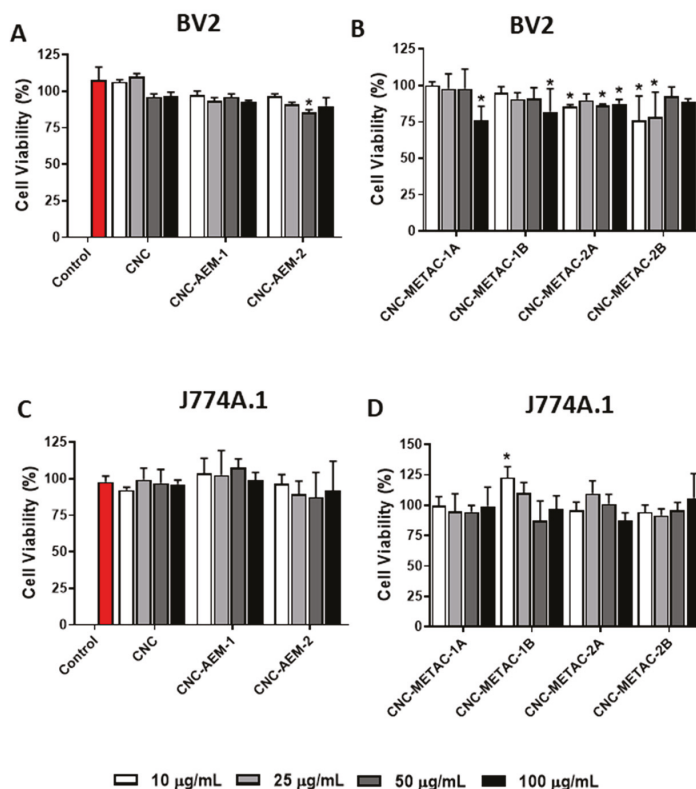 A
BV2
Cell Viability (%)
125
100
75
50
25
0
Control
CNC
CNC-AEM-1
CNC-AEM-2
*
B
BV2
Cell Viability (%)
125
100
75
50
25
0
CNC-METAC-1A
CNC-METAC-1B
CNC-METAC-2A
CNC-METAC-2B
* * * * * * *
C
J774A.1
Cell Viability (%)
125
100
75
50
25
0
Control
CNC
CNC-AEM-1
CNC-AEM-2
D
J774A.1
Cell Viability (%)
150
125
100
75
50
25
0
CNC-METAC-1A
CNC-METAC-1B
CNC-METAC-2A
CNC-METAC-2B
*
10 μg/mL 25 μg/mL 50 μg/mL 100 μg/mL